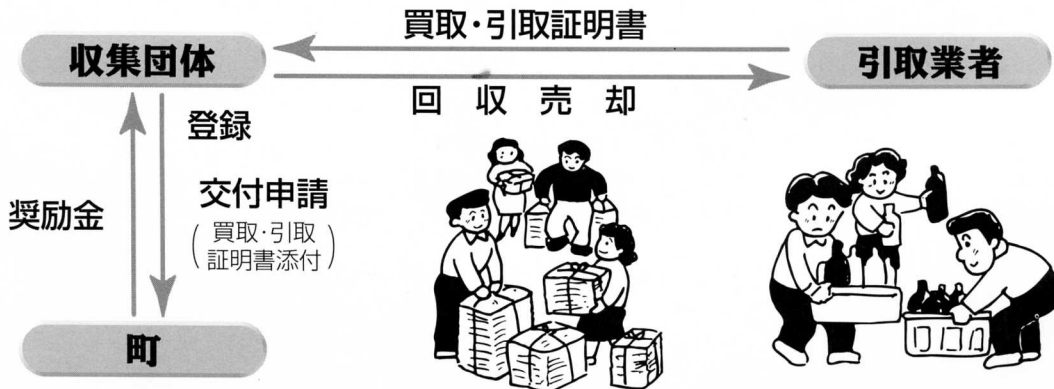 買取・引取証明書
収集団体
引取業者
回収売却
登録
奨励金
交付申請
(買取・引取
証明書添付)
町